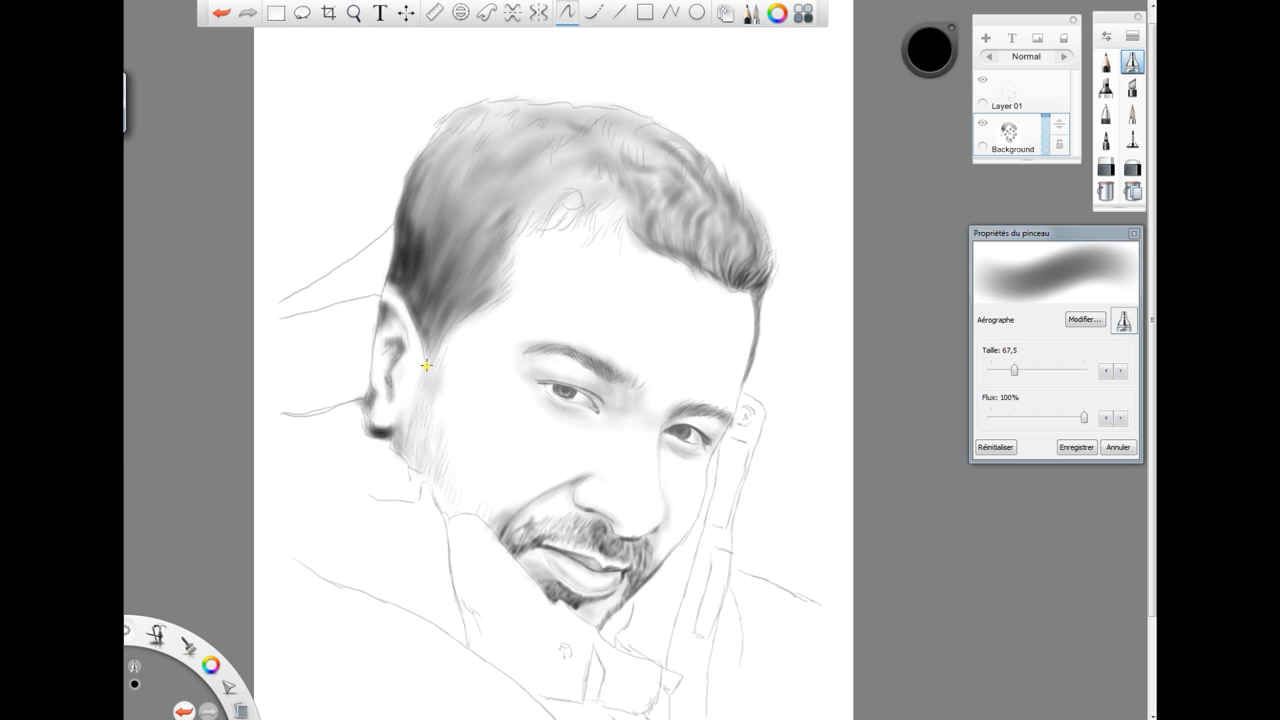 T
T
Normal
Layer 01
Background
Propriétés du pinceau
Aérographe
Modifier...
Taille: 67,5
Flux: 100%
Réinitialiser
Enregistrer
Annuler